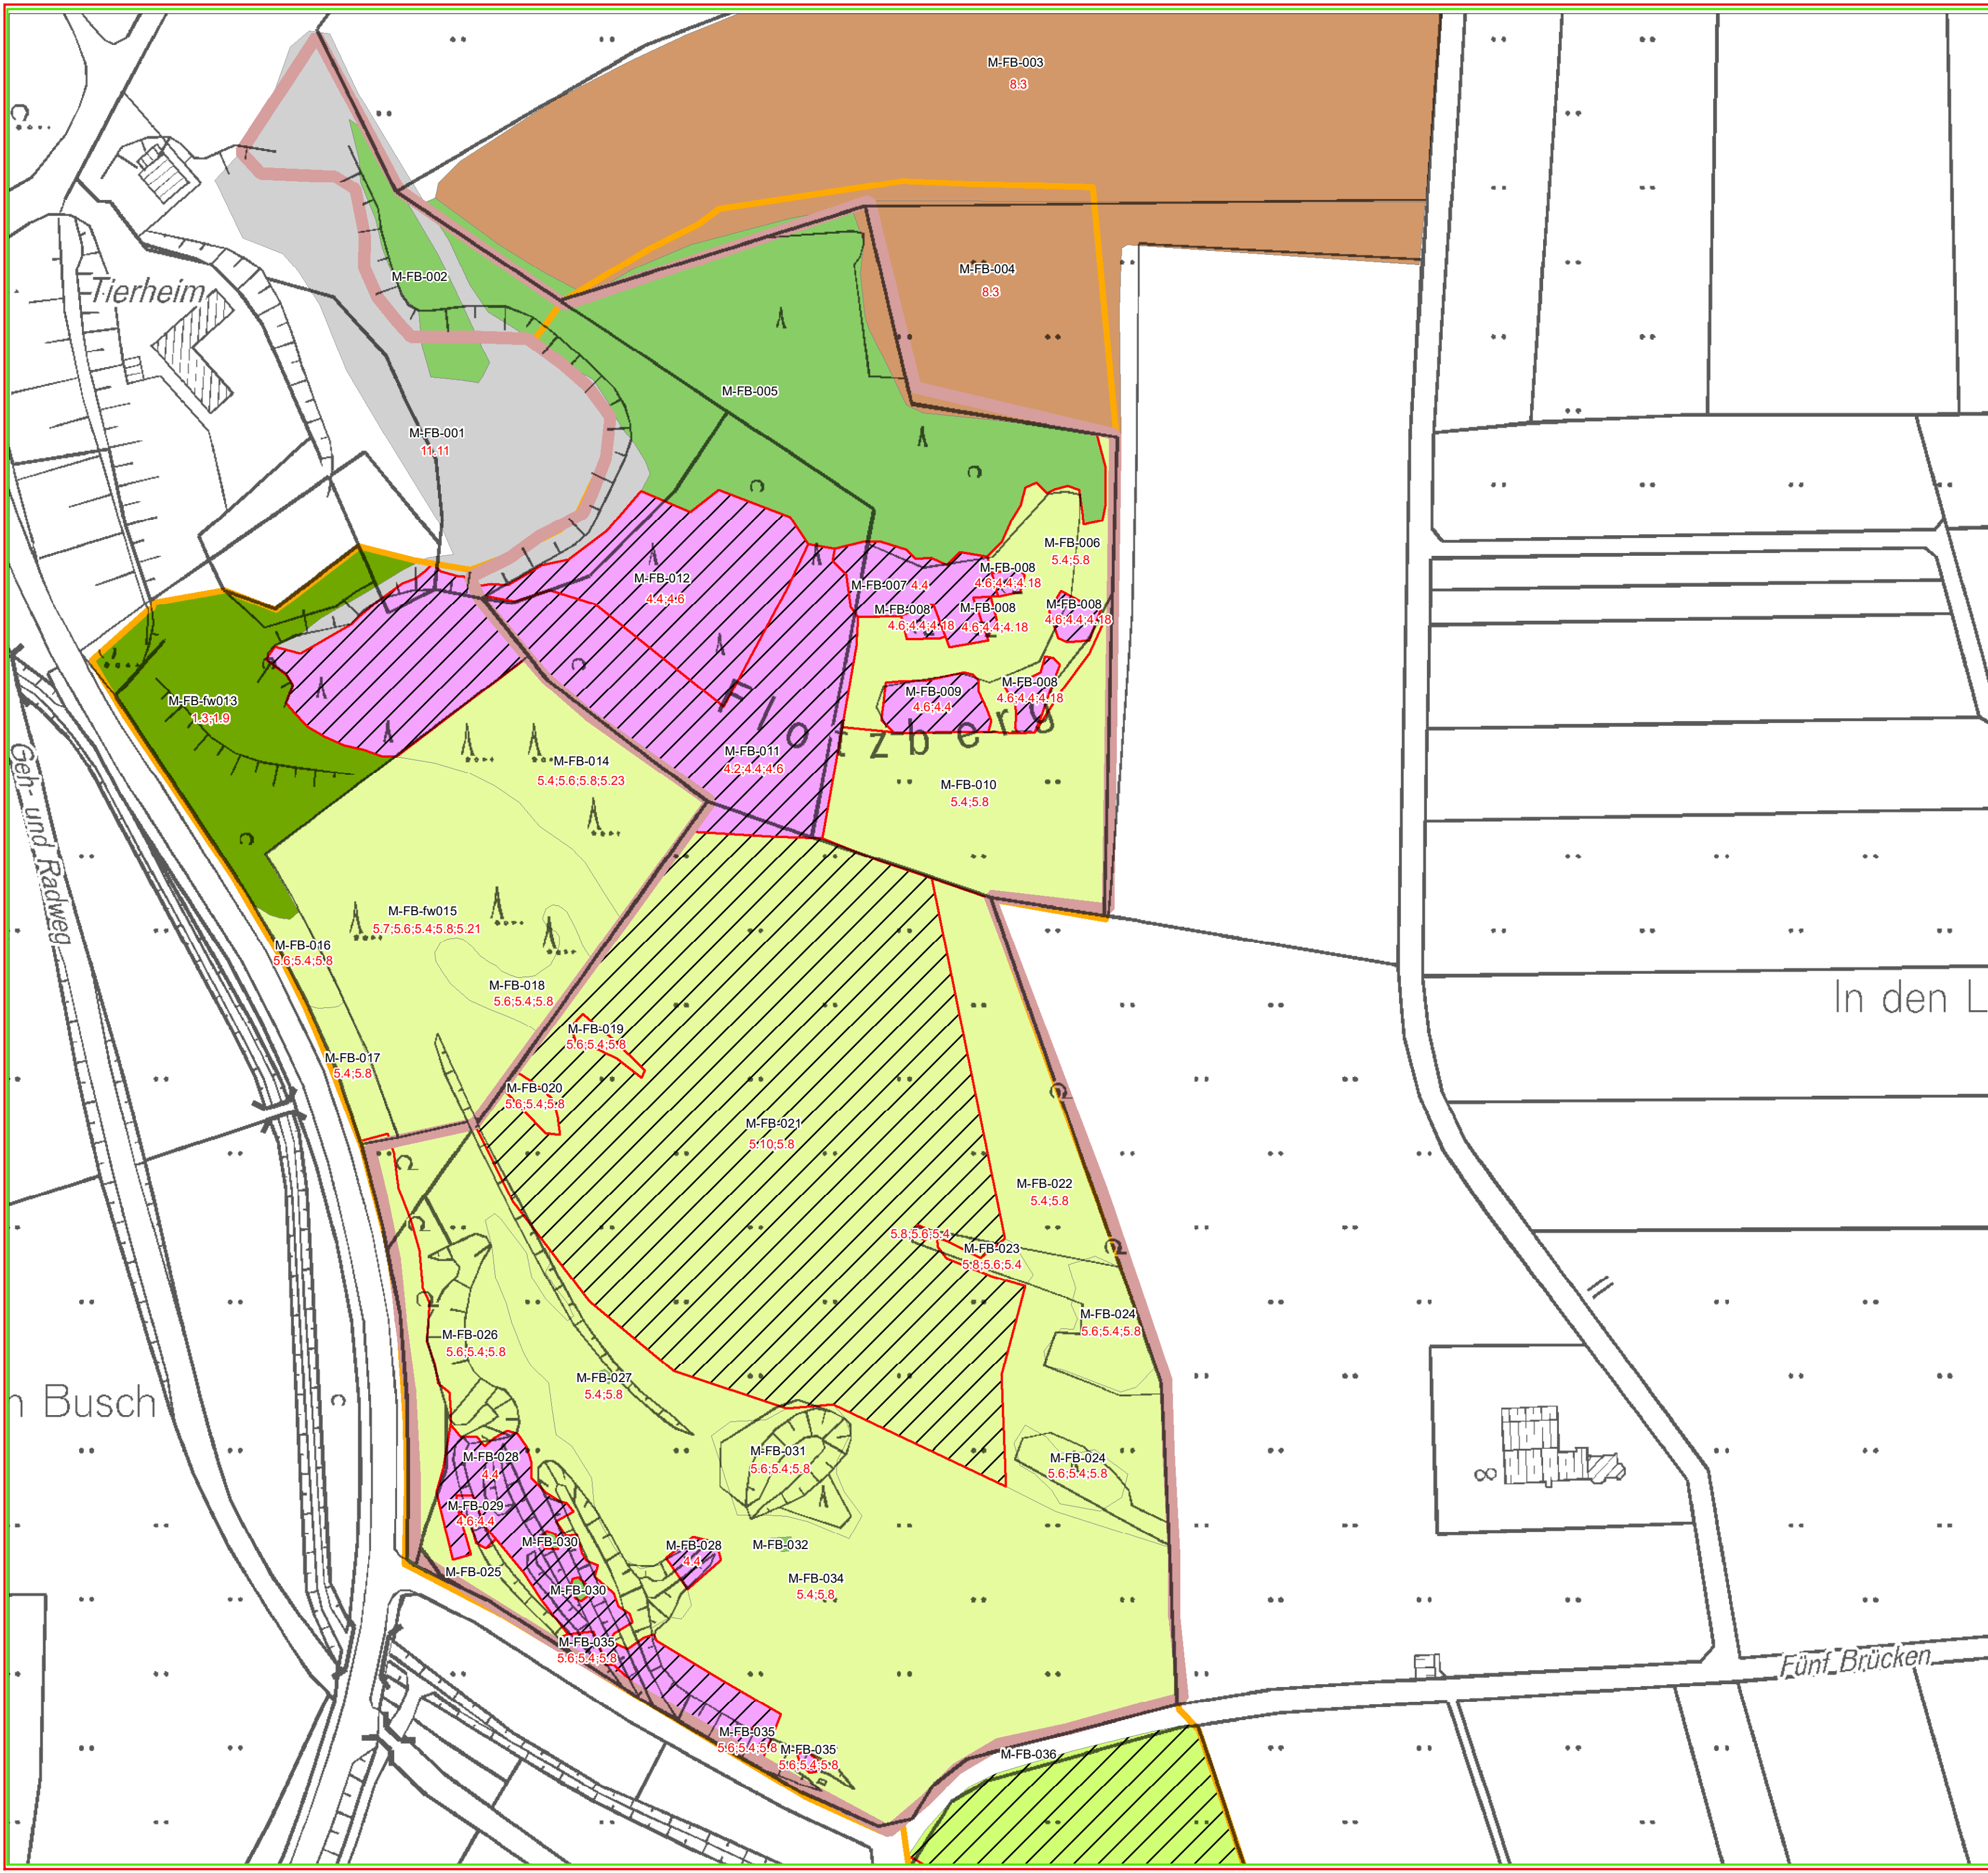 M-FB-003
8.3
M-FB-004
8.3
M-FB-002
Tierheim
M-FB-005
M-FB-001
11.11
M-FB-006
5.4;5.8
M-FB-012
4.4;4.6
M-FB-007 4.4
M-FB-008
4.6;4.4;4.18
M-FB-008
4.6;4.4;4.18
M-FB-008
4.6;4.4;4.18
M-FB-008
4.6;4.4;4.18
M-FB-008
4.6;4.4;4.18
M-FB-009
4.6;4.4
M-FB-fw013
1.3;1.9
Flotzberg
M-FB-011
4.2;4.4;4.6
M-FB-014
5.4;5.6;5.8;5.23
M-FB-010
5.4;5.8
Geh- und Radweg
M-FB-fw015
5.7;5.6;5.4;5.8;5.21
M-FB-016
5.6;5.4;5.8
M-FB-018
5.6;5.4;5.8
In den L
M-FB-019
5.6;5.4;5.8
M-FB-017
5.4;5.8
M-FB-020
5.6;5.4;5.8
M-FB-021
5.10;5.8
M-FB-022
5.4;5.8
5.8;5.6;5.4
M-FB-023
5.8;5.6;5.4
M-FB-024
5.6;5.4;5.8
M-FB-026
5.6;5.4;5.8
M-FB-027
5.4;5.8
n Busch
M-FB-028
4.4
M-FB-031
5.6;5.4;5.8
M-FB-024
5.6;5.4;5.8
M-FB-029
4.6;4.4
M-FB-030
M-FB-028
4.4
M-FB-032
M-FB-025
M-FB-030
M-FB-034
5.4;5.8
M-FB-035
5.6;5.4;5.8
Fünf Brücken
M-FB-035
5.6;5.4;5.8
M-FB-035
5.6;5.4;5.8
M-FB-036